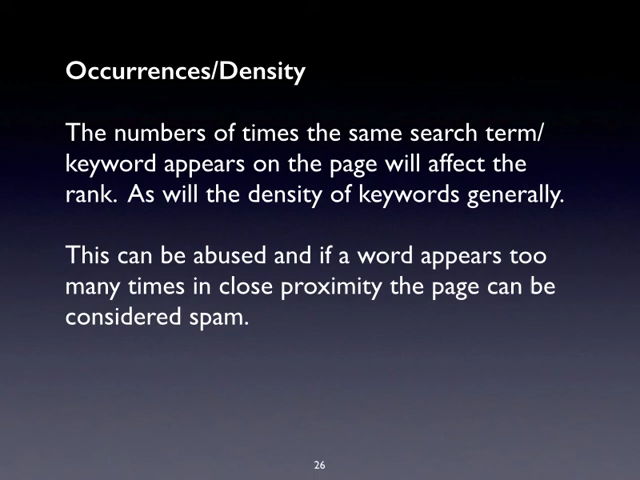 Occurrences/Density
The numbers of times the same search term/
keyword appears on the page will affect the
rank.  As will the density of keywords generally.
This can be abused and if a word appears too
many times in close proximity the page can be
considered spam.
26